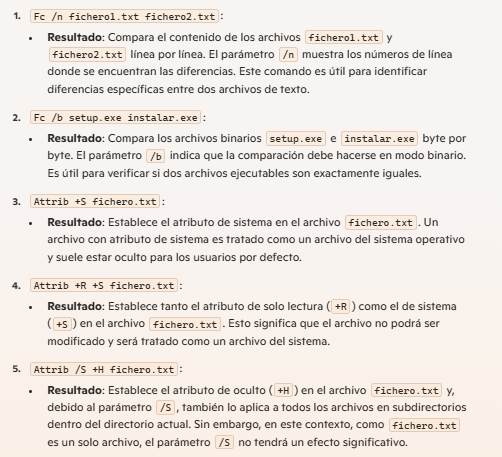 1. Fc /n fichero1.txt fichero2.txt:
• Resultado: Compara el contenido de los archivos fichero1.txt y
fichero2.txt línea por línea. El parámetro /n muestra los números de línea
donde se encuentran las diferencias. Este comando es útil para identificar
diferencias específicas entre dos archivos de texto.
2. Fc /b setup.exe instalar.exe:
• Resultado: Compara los archivos binarios setup.exe e instalar.exe byte por
byte. El parámetro /b indica que la comparación debe hacerse en modo binario.
Es útil para verificar si dos archivos ejecutables son exactamente iguales.
3. Attrib +S fichero.txt:
• Resultado: Establece el atributo de sistema en el archivo fichero.txt. Un
archivo con atributo de sistema es tratado como un archivo del sistema operativo
y suele estar oculto para los usuarios por defecto.
4. Attrib +R +S fichero.txt:
• Resultado: Establece tanto el atributo de solo lectura (+R) como el de sistema
(+S) en el archivo fichero.txt. Esto significa que el archivo no podrá ser
modificado y será tratado como un archivo del sistema.
5. Attrib /S +H fichero.txt:
• Resultado: Establece el atributo de oculto (+H) en el archivo fichero.txt y,
debido al parámetro /S, también lo aplica a todos los archivos en subdirectorios
dentro del directorio actual. Sin embargo, en este contexto, como fichero.txt
es un solo archivo, el parámetro /S no tendrá un efecto significativo.